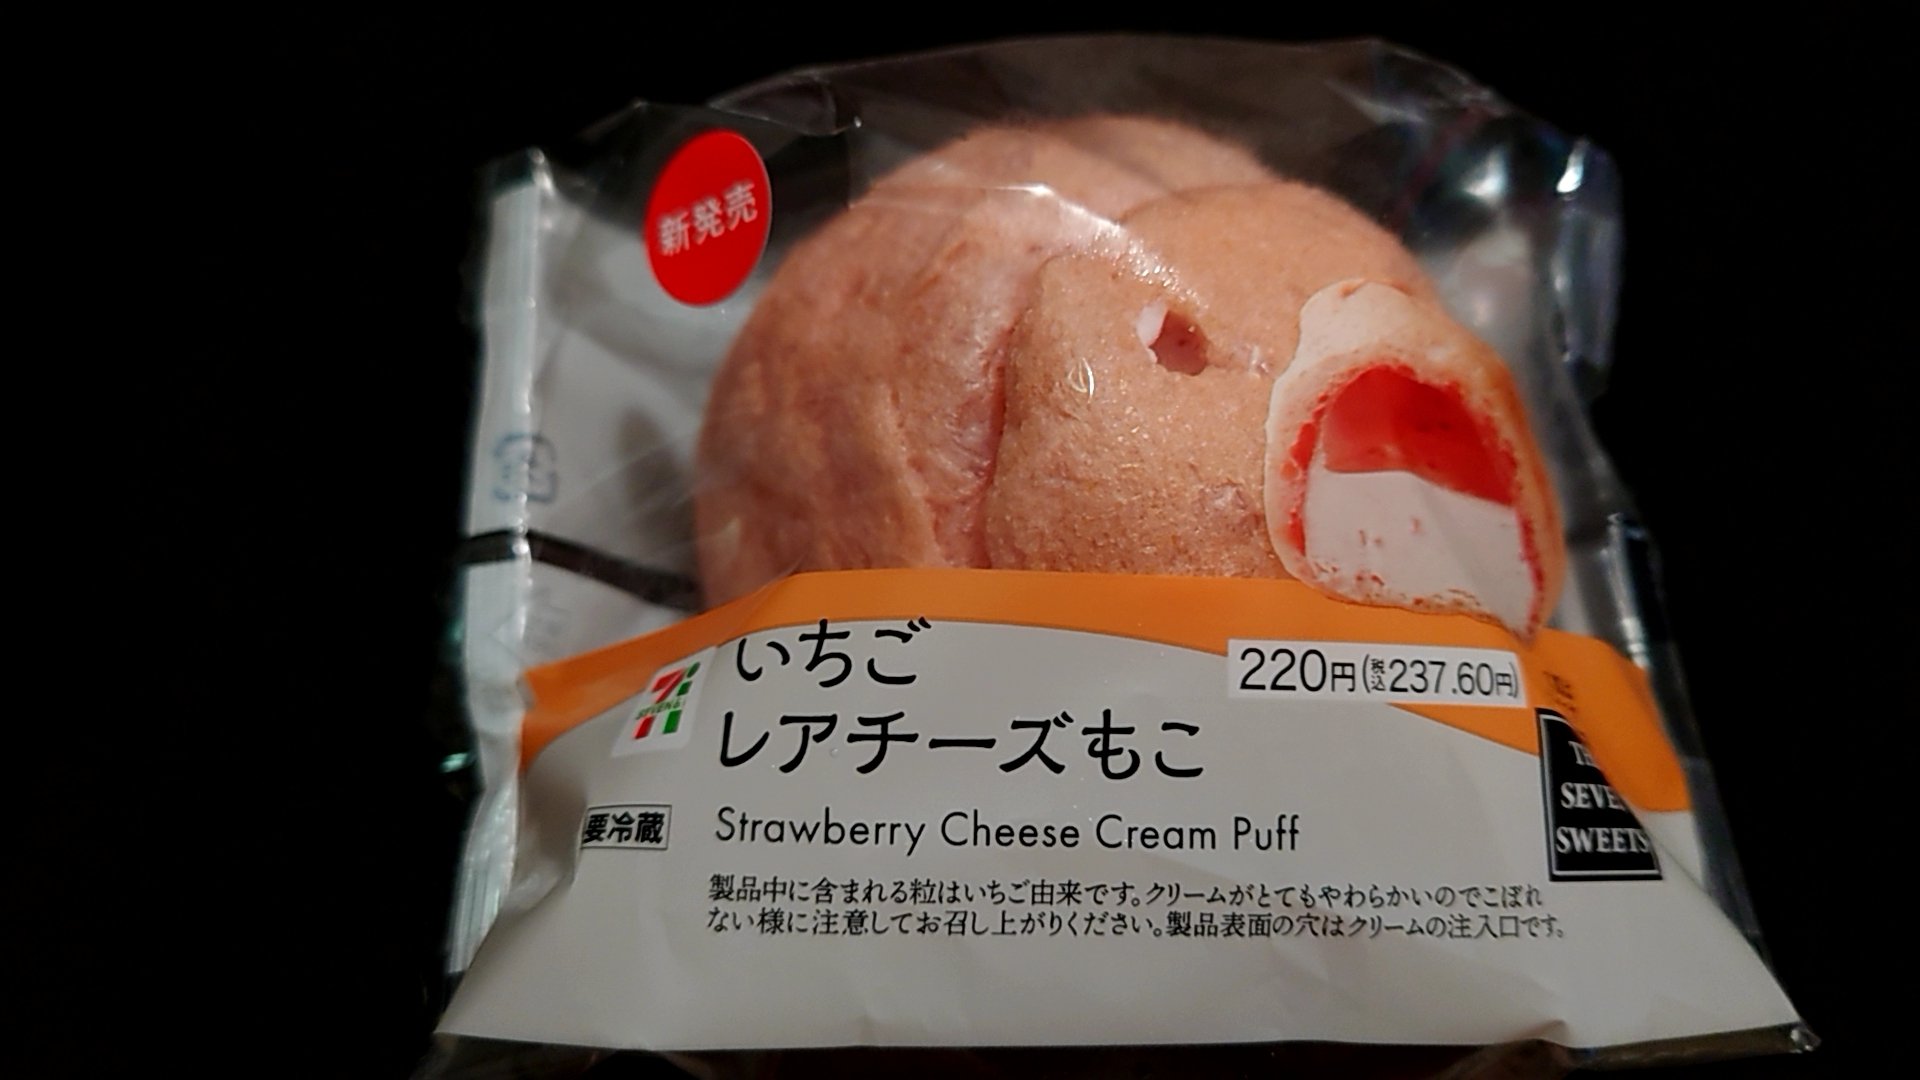 新発売
いちご
220円(税込237.60円)
レアチーズもこ
要冷蔵
Strawberry Cheese Cream Puff
SEVEN
SWEETS
製品中に含まれる粒はいちご由来です。クリームがとてもやわらかいのでこぼれ
ない様に注意してお召し上がりください。製品表面の穴はクリームの注入口です。